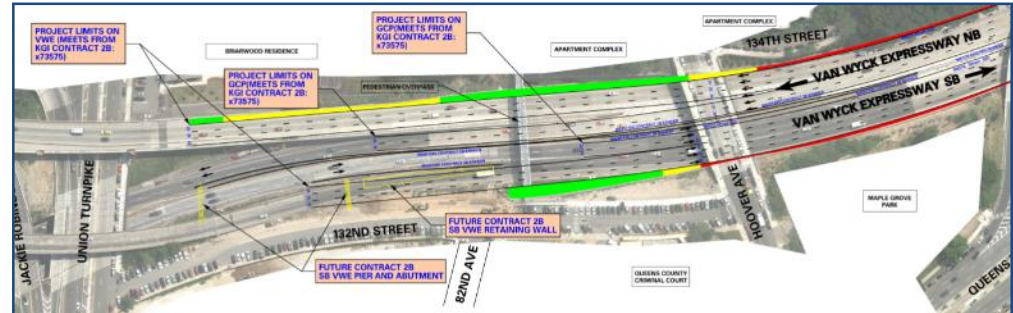 PROJECT LIMITS ON
VWE (MEETS FROM
KGI CONTRACT 2B:
x73575)
BRIARWOOD RESIDENCE
PROJECT LIMITS ON
GCP(MEETS FROM
KGI CONTRACT 2B:
x73575)
PEDESTRIAN OVERPASS
PROJECT LIMITS ON
GCP(MEETS FROM
KGI CONTRACT 2B:
x73575)
APARTMENT COMPLEX
APARTMENT COMPLEX
134TH STREET
VAN WYCK EXPRESSWAY NB
VAN WYCK EXPRESSWAY SB
MAPLE GROVE
PARK
HOOVER AVE
QUEENS
JACKIE ROBIN
UNION TURNPIKE
132ND STREET
FUTURE CONTRACT 2B
SB VWE RETAINING WALL
FUTURE CONTRACT 2B
SB VWE PIER AND ABUTMENT
82ND AVE
QUEENS COUNTY
CRIMINAL COURT